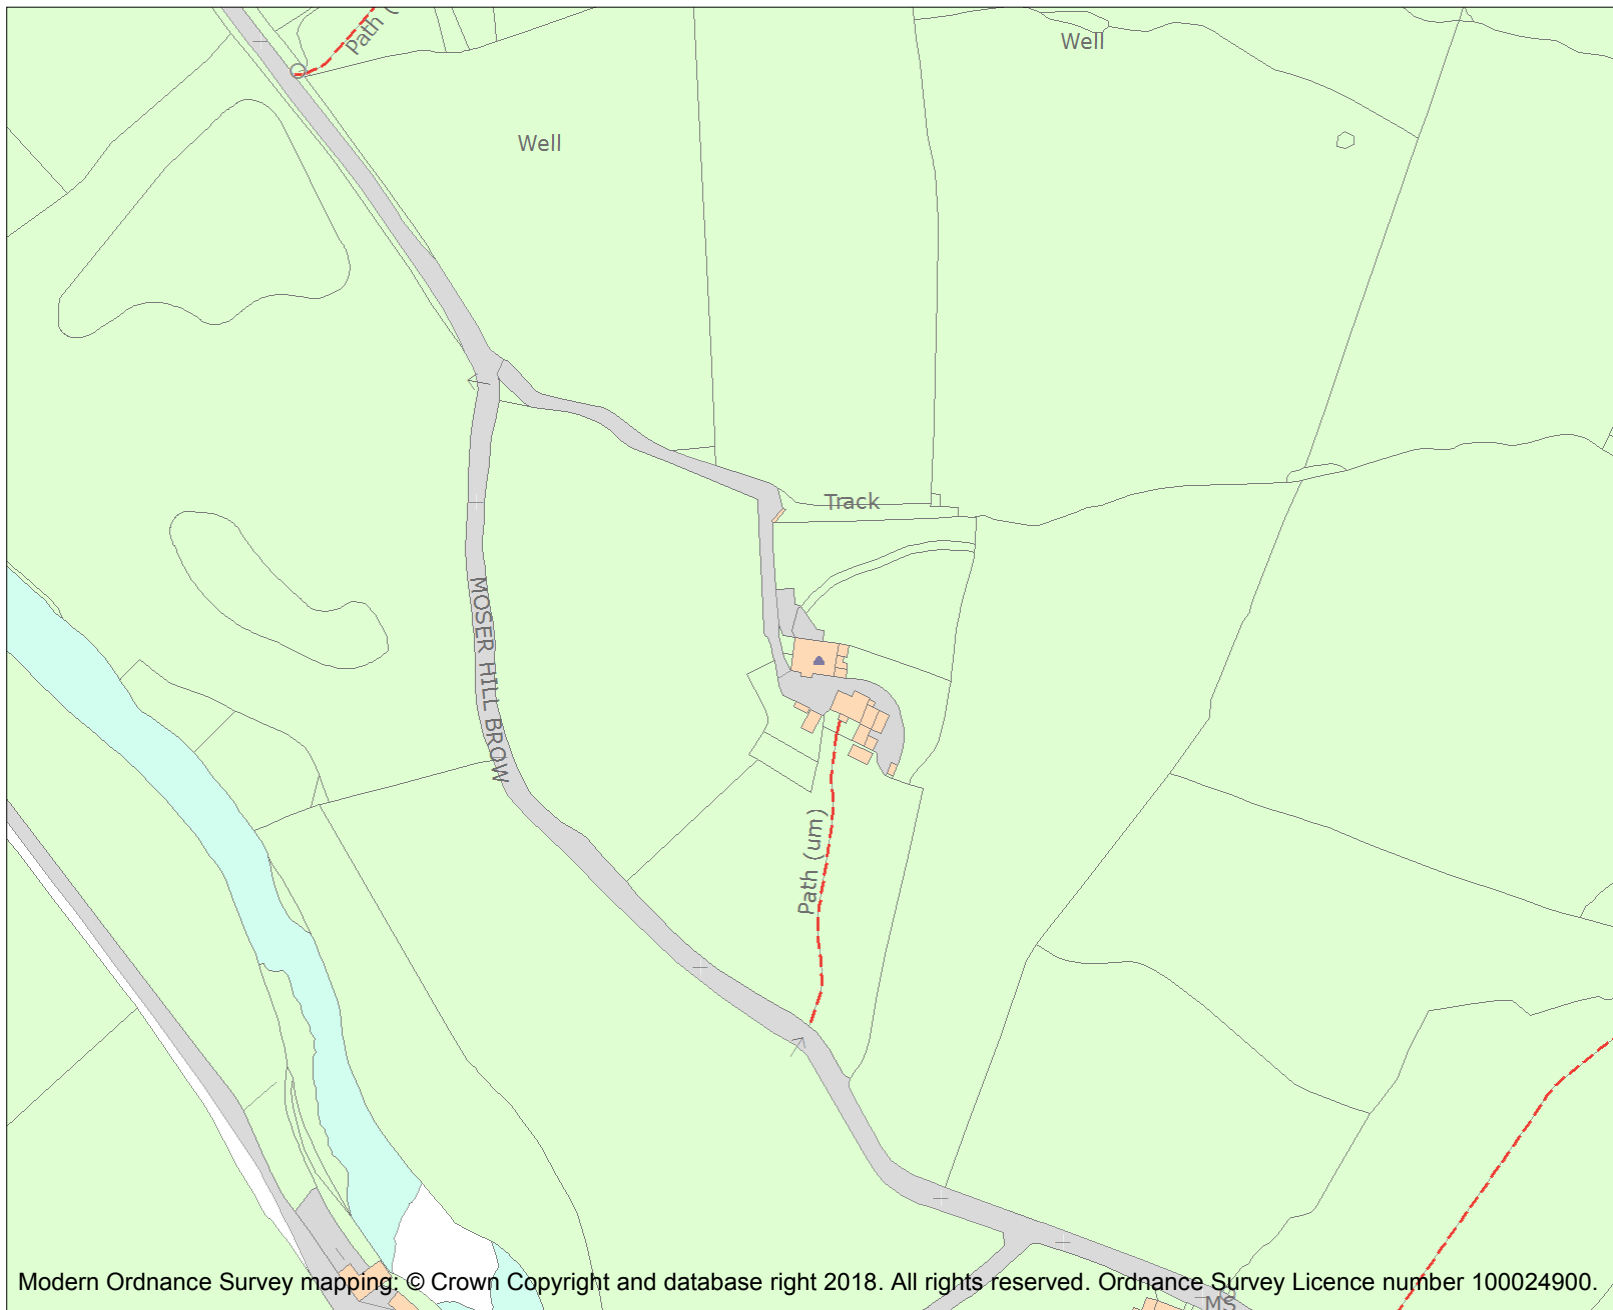 Path (
Well
Well
Track
MOSER HILL BROW
Path (um)
Modern Ordnance Survey mapping: © Crown Copyright and database right 2018. All rights reserved. Ordnance Survey Licence number 100024900.
MS